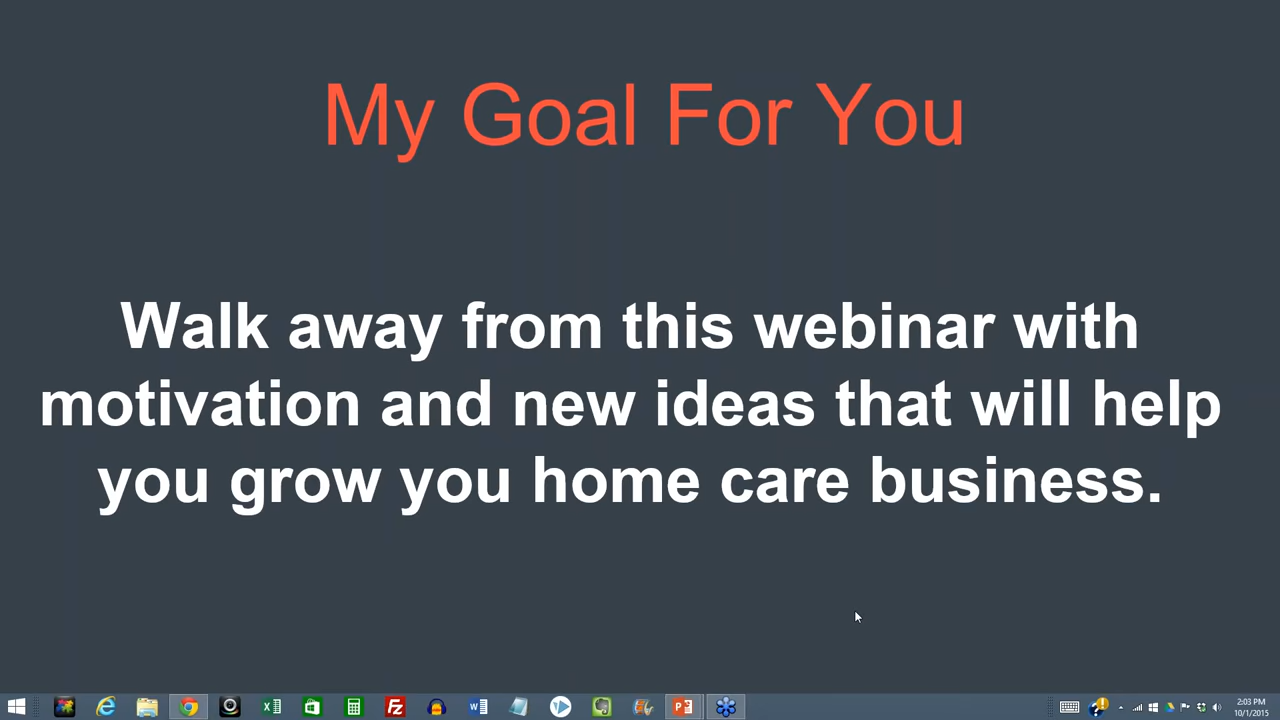 My Goal For You
Walk away from this webinar with
motivation and new ideas that will help
you grow you home care business.
2:03 PM
10/1/2015